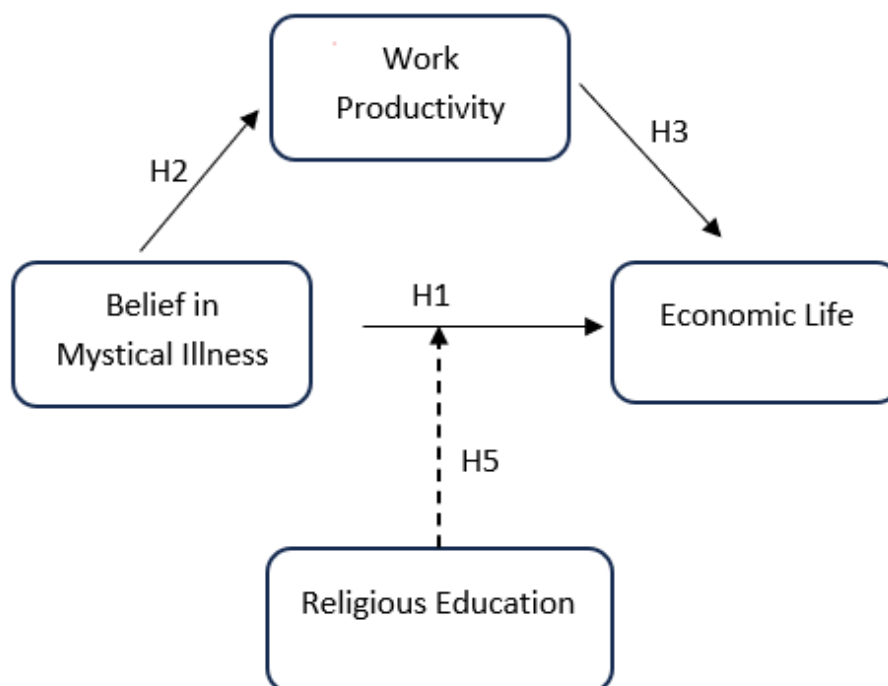 Work
Productivity
H2
H3
Belief in
Mystical Illness
H1
Economic Life
H5
Religious Education